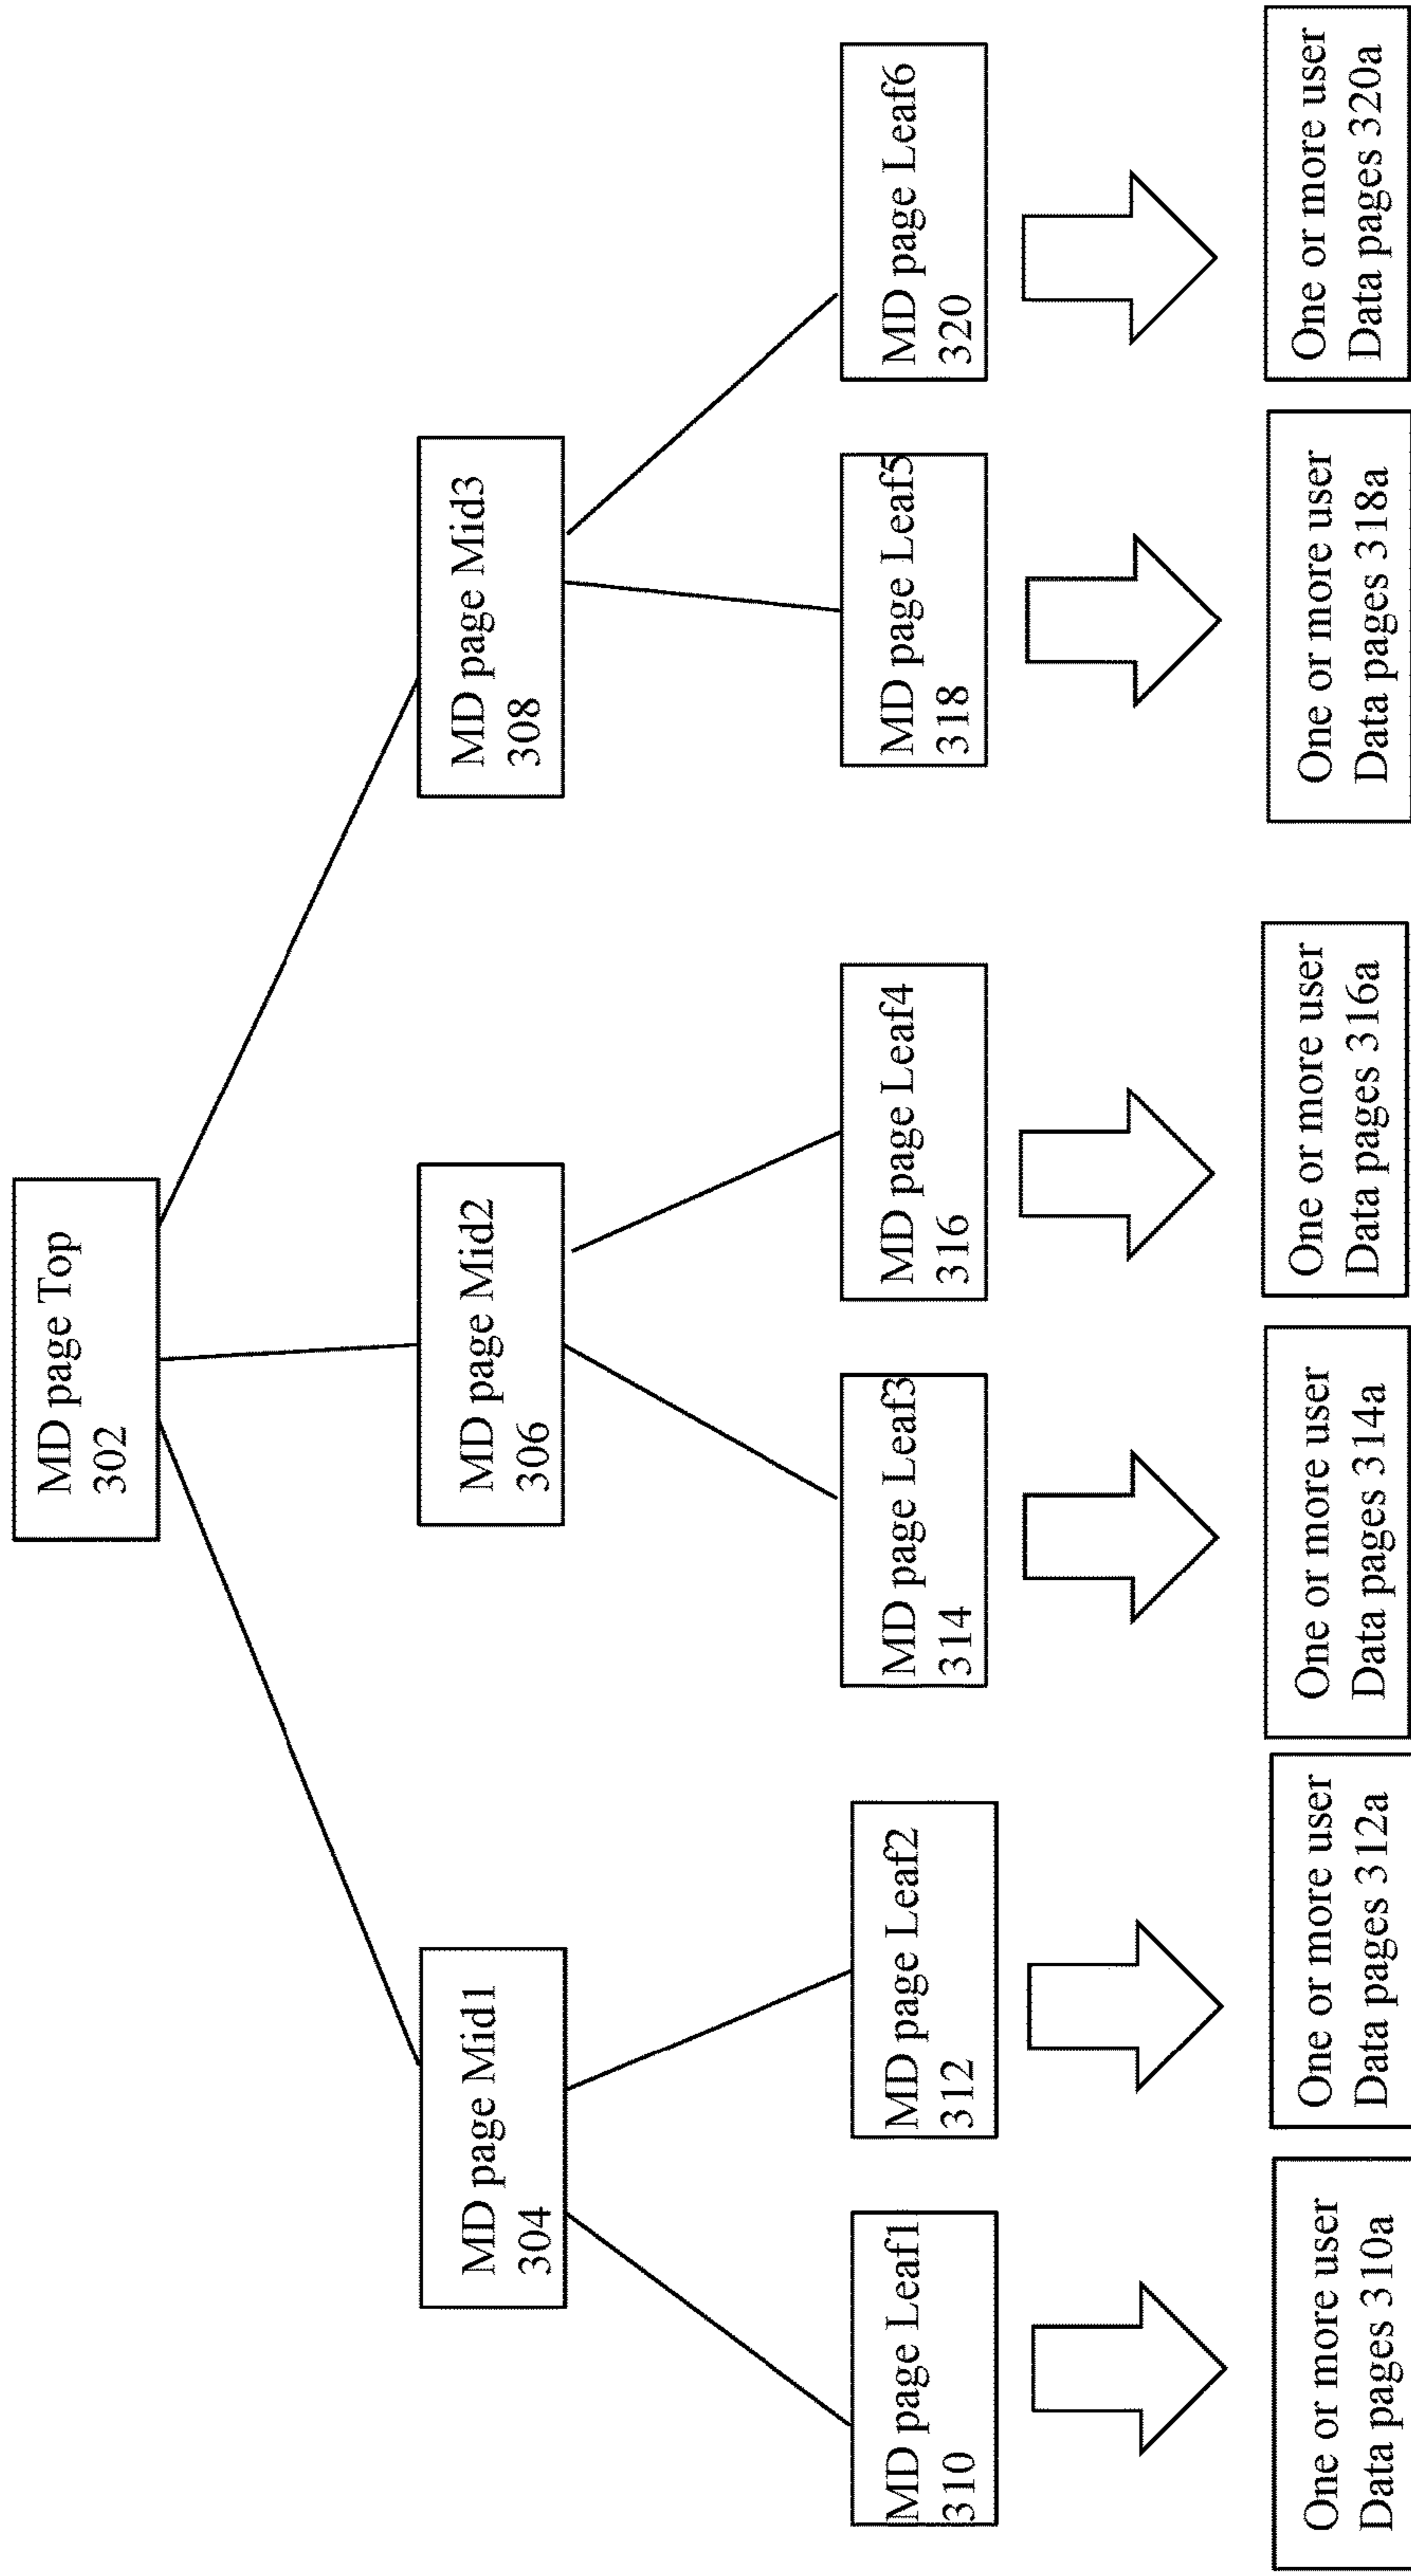 MD page Top
302
MD page Mid1
304
MD page Mid2
306
MD page Mid3
308
MD page Leaf1
310
MD page Leaf2
312
MD page Leaf3
314
MD page Leaf4
316
MD page Leaf5
318
MD page Leaf6
320
One or more user
Data pages 310a
One or more user
Data pages 312a
One or more user
Data pages 314a
One or more user
Data pages 316a
One or more user
Data pages 318a
One or more user
Data pages 320a